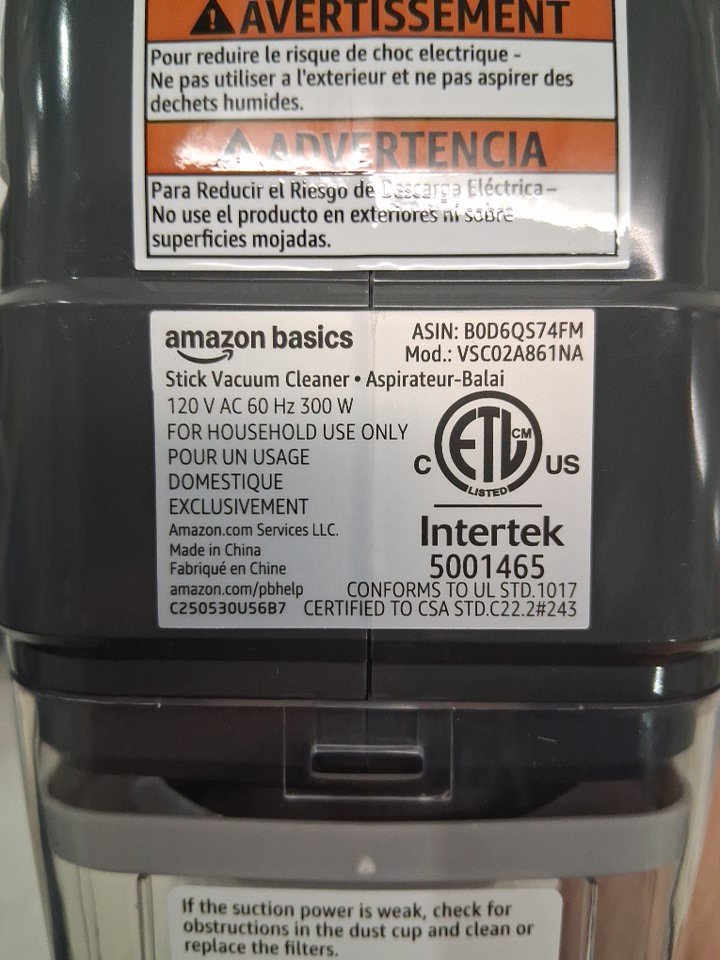 AVERTISSEMENT
Pour reduire le risque de choc electrique -
Ne pas utiliser a l'exterieur et ne pas aspirer des
dechets humides.
ADVERTENCIA
Para Reducir el Riesgo de Descarga Eléctrica –
No use el producto en exteriores ni sobre
superficies mojadas.
amazon basics
ASIN: B0D6QS74FM
Mod.: VSC02A861NA
Stick Vacuum Cleaner • Aspirateur-Balai
120 V AC 60 Hz 300 W
FOR HOUSEHOLD USE ONLY
POUR UN USAGE
DOMESTIQUE
EXCLUSIVEMENT
Amazon.com Services LLC.
Made in China
Fabriqué en Chine
amazon.com/pbhelp
C250530U56B7
ETL CM
C US
LISTED
Intertek
5001465
CONFORMS TO UL STD.1017
CERTIFIED TO CSA STD.C22.2#243
If the suction power is weak, check for
obstructions in the dust cup and clean or
replace the filters.